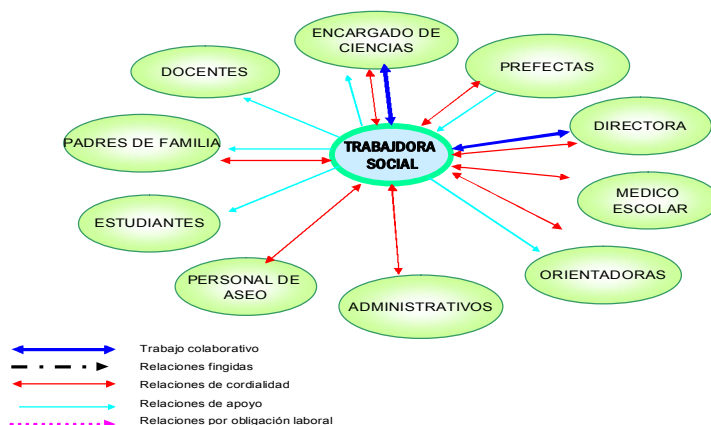 ENCARGADO DE
CIENCIAS
PREFECTAS
DOCENTES
DIRECTORA
PADRES DE FAMILIA
TRABAJDORA
SOCIAL
MEDICO
ESCOLAR
ESTUDIANTES
ORIENTADORAS
PERSONAL DE
ASEO
ADMINISTRATIVOS
Trabajo colaborativo
Relaciones fingidas
Relaciones de cordialidad
Relaciones de apoyo
Relaciones por obligación laboral